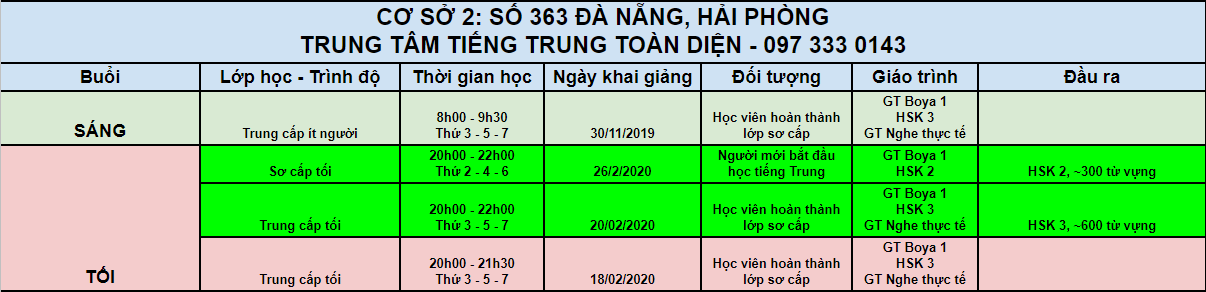 CƠ SỞ 2: SỐ 363 ĐÀ NẴNG, HẢI PHÒNG
TRUNG TÂM TIẾNG TRUNG TOÀN DIỆN - 097 333 0143
Buổi
Lớp học - Trình độ
Thời gian học
Ngày khai giảng
Đối tượng
Giáo trình
Đầu ra
SÁNG
Trung cấp ít người
8h00 - 9h30
Thứ 3 - 5 - 7
30/11/2019
Học viên hoàn thành
lớp sơ cấp
GT Boya 1
HSK 3
GT Nghe thực tế
TỐI
Sơ cấp tối
20h00 - 22h00
Thứ 2 - 4 - 6
26/2/2020
Người mới bắt đầu
học tiếng Trung
GT Boya 1
HSK 2
HSK 2, ~300 từ vựng
Trung cấp tối
20h00 - 22h00
Thứ 3 - 5 - 7
20/02/2020
Học viên hoàn thành
lớp sơ cấp
GT Boya 1
HSK 3
GT Nghe thực tế
HSK 3, ~600 từ vựng
Trung cấp tối
20h00 - 21h30
Thứ 3 - 5 - 7
18/02/2020
Học viên hoàn thành
lớp sơ cấp
GT Boya 1
HSK 3
GT Nghe thực tế